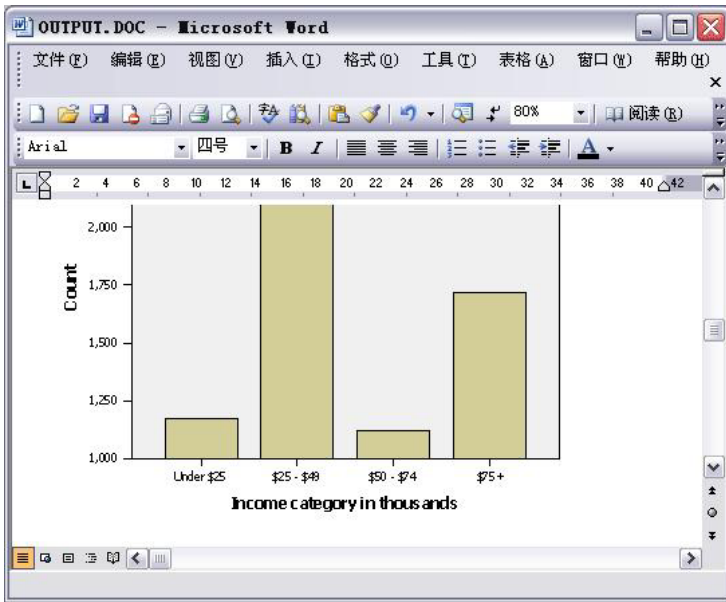 OUTPUT.DOC - Microsoft Word
文件(F) 编辑(E) 视图(V) 插入(I) 格式(O) 工具(T) 表格(A) 窗口(W) 帮助(H)
80% 阅读(R)
Arial 四号 B I A
L 2 4 6 8 10 12 14 16 18 20 22 24 26 28 30 32 34 36 38 40 42
2,000
1,750
1,500
1,250
1,000
Count
Under $25 $25 - $49 $50 - $74 $75+
Income category in thousands